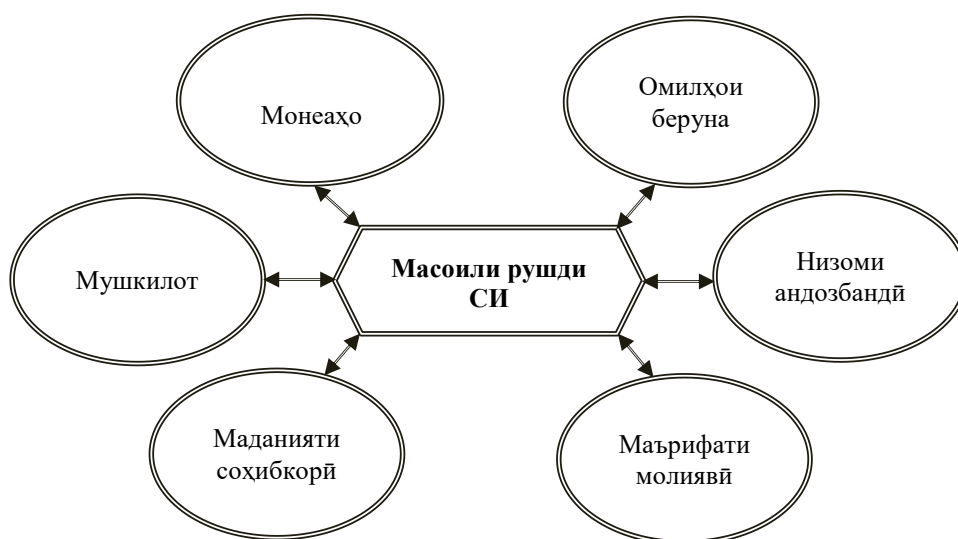 Монеаҳо
Омилҳои
беруна
Мушкилот
Масоили рушди
СИ
Низоми
андозбандӣ
Маданияти
соҳибкорӣ
Маърифати
молиявӣ